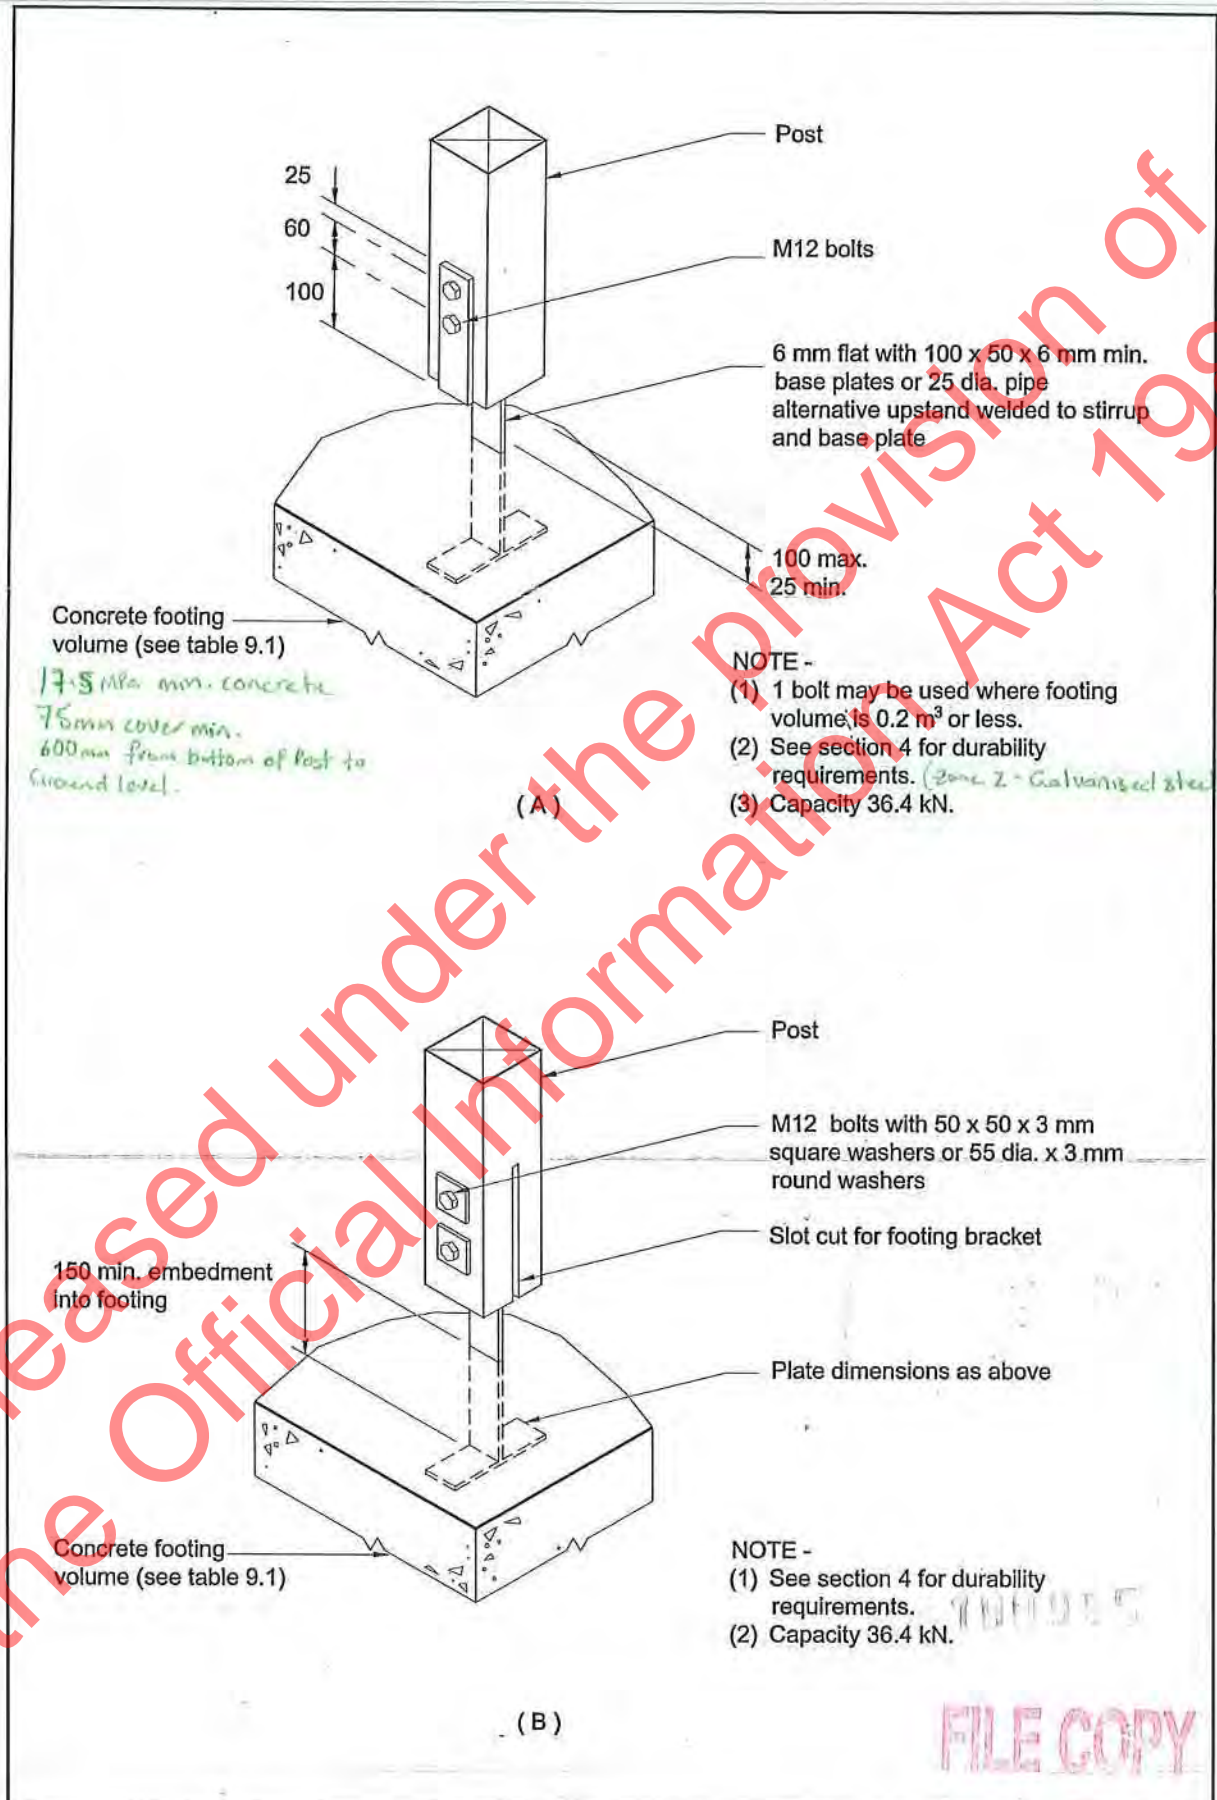 Post
25
60
M12 bolts
100
6 mm flat with 100 x 50 x 6 mm min.
base plates or 25 dia. pipe
alternative upstand welded to stirrup
and base plate
100 max.
25 min.
Concrete footing
volume (see table 9.1)
17.5 MPa min. concrete
75mm cover min.
600mm from bottom of Post to
Ground level.
NOTE -
(1) 1 bolt may be used where footing
volume is 0.2 m³ or less.
(2) See section 4 for durability
requirements. (Zone 2 - Galvanised steel
(3) Capacity 36.4 kN.
(A)
Post
M12 bolts with 50 x 50 x 3 mm
square washers or 55 dia. x 3 mm
round washers
Slot cut for footing bracket
150 min. embedment
into footing
Plate dimensions as above
Concrete footing
volume (see table 9.1)
NOTE -
(1) See section 4 for durability
requirements.
(2) Capacity 36.4 kN.
(B)
FILE COPY
eased under the provision of
he Official Information Act 198